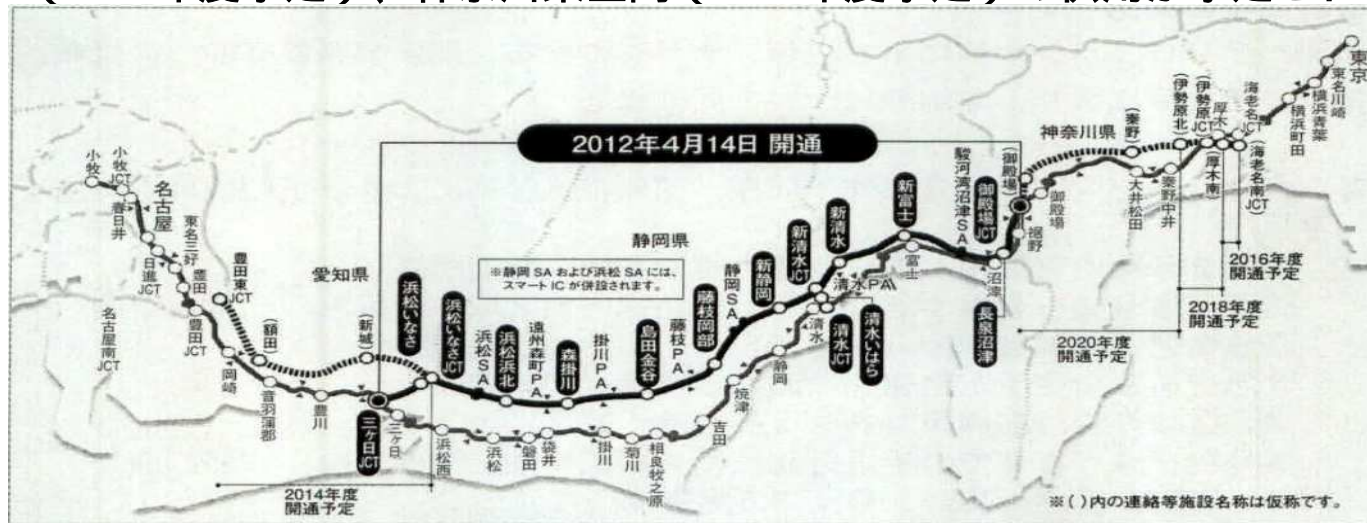 2012年4月14日 開通
東京
東名川崎
横浜青葉
横浜町田
海老名JCT
(海老名南JCT)
厚木
(厚木南)
伊勢原JCT
(伊勢原北)
神奈川県
(秦野)
秦野中井
大井松田
(御殿場)
御殿場
裾野
御殿場JCT
駿河湾沼津SA
(沼津)
長泉沼津
新富士
富士
新清水
清水PA
新清水JCT
清水いはら
清水JCT
清水
新静岡
静岡県
静岡SA
静岡
藤枝岡部
焼津
藤枝PA
吉田
島田金谷
相良牧之原
掛川PA
菊川
掛川
森掛川
遠州森町PA
袋井
磐田
浜松浜北
浜松SA
浜松
浜松いなさJCT
浜松西
浜松いなさ
三ヶ日
三ヶ日JCT
愛知県
(新城)
豊川
(額田)
音羽蒲郡
岡崎
豊田東JCT
豊田JCT
豊田
東名三好
日進JCT
名古屋
春日井
小牧JCT
小牧
名古屋南JCT
※静岡 SA および浜松 SA には、
スマート IC が併設されます。
2014年度
開通予定
2020年度
開通予定
2018年度
開通予定
2016年度
開通予定
※( )内の連絡等施設名称は仮称です。